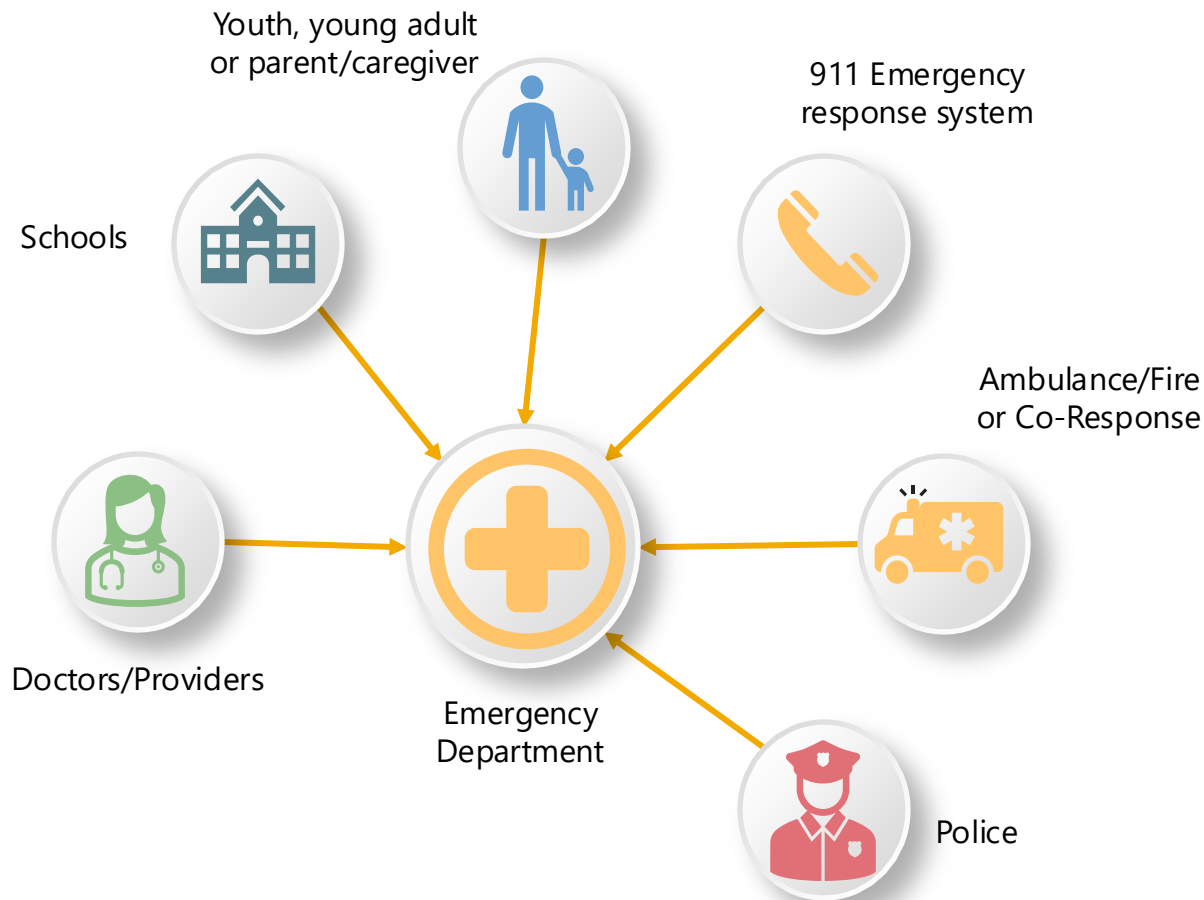 Youth, young adult
or parent/caregiver
911 Emergency
response system
Schools
Ambulance/Fire
or Co-Response
Doctors/Providers
Emergency
Department
Police